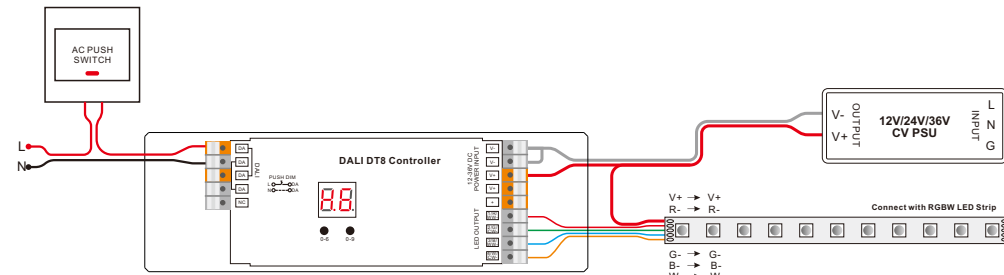 AC PUSH
SWITCH
L
N
DALI DT8 Controller
DA
DA
DA
DA
NC
DALI
PUSH DIM
L DA
N DA
8.8.
0-6
0-9
12-36V DC
POWER INPUT
V-
V-
V+
V+
+
LED OUTPUT
V-
V+
OUTPUT
12V/24V/36V
CV PSU
INPUT
L
N
G
V+ → V+
R- → R-
Connect with RGBW LED Strip
G- → G-
B- → B-
W- → W-